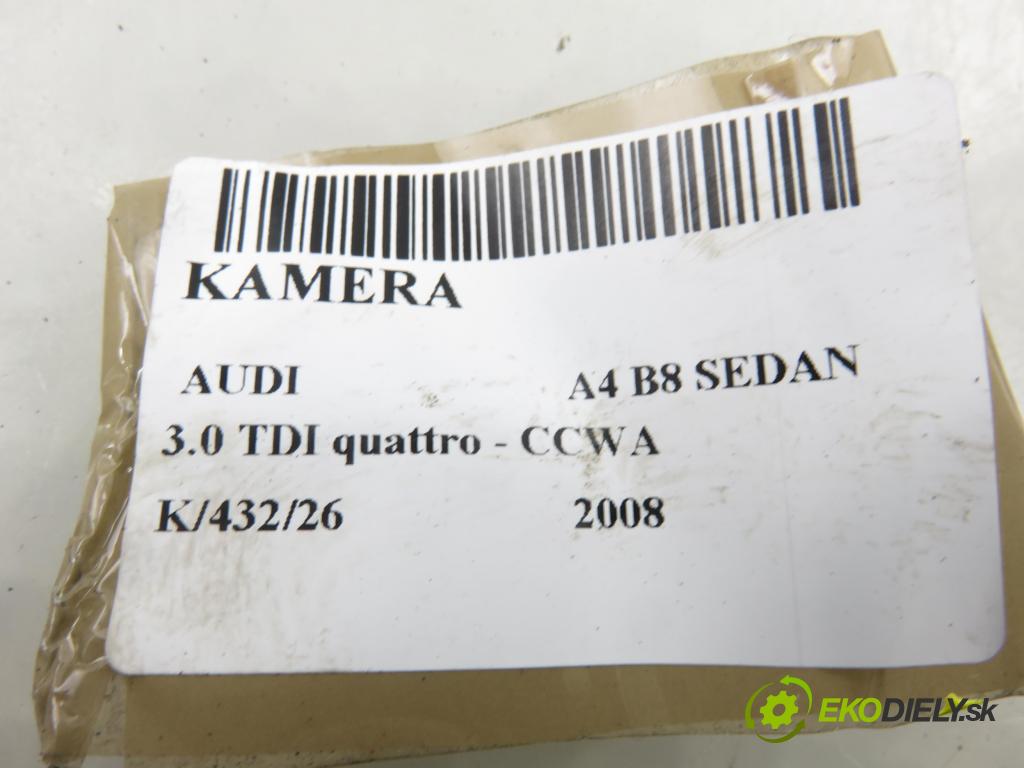 KAMERA
AUDI A4 B8 SEDAN
3.0 TDI quattro - CCWA
K/432/26 2008
EKODIELY.sk